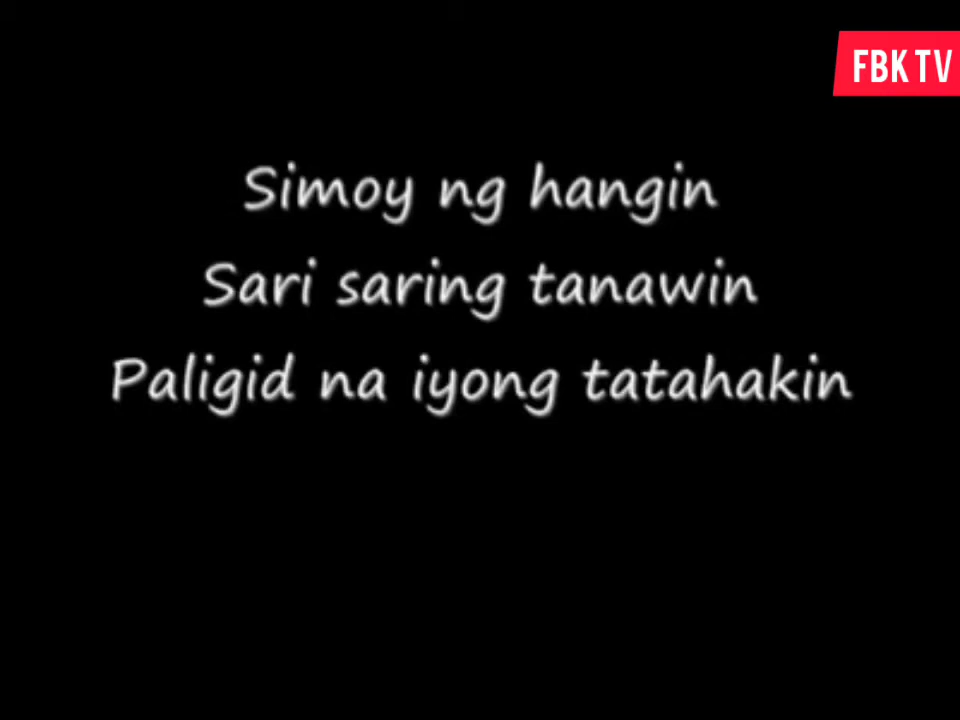 FBK TV
Simoy ng hangin
Sari saring tanawin
Paligid na iyong tatahakin